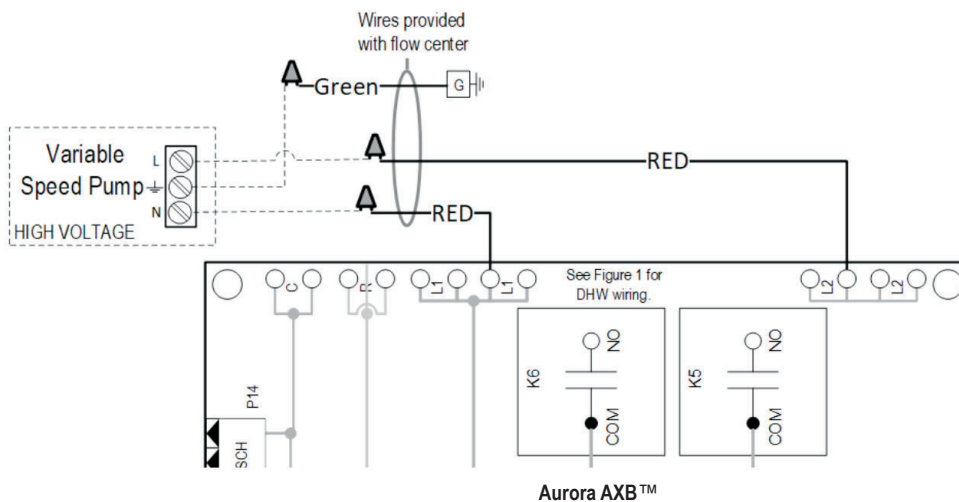 Wires provided
with flow center
Green
G
Variable
Speed Pump
L
N
HIGH VOLTAGE
RED
RED
C
R
L1
L1
See Figure 1 for
DHW wiring.
L2
L2
K6
NO
COM
K5
NO
COM
P14
SCH
Aurora AXB™